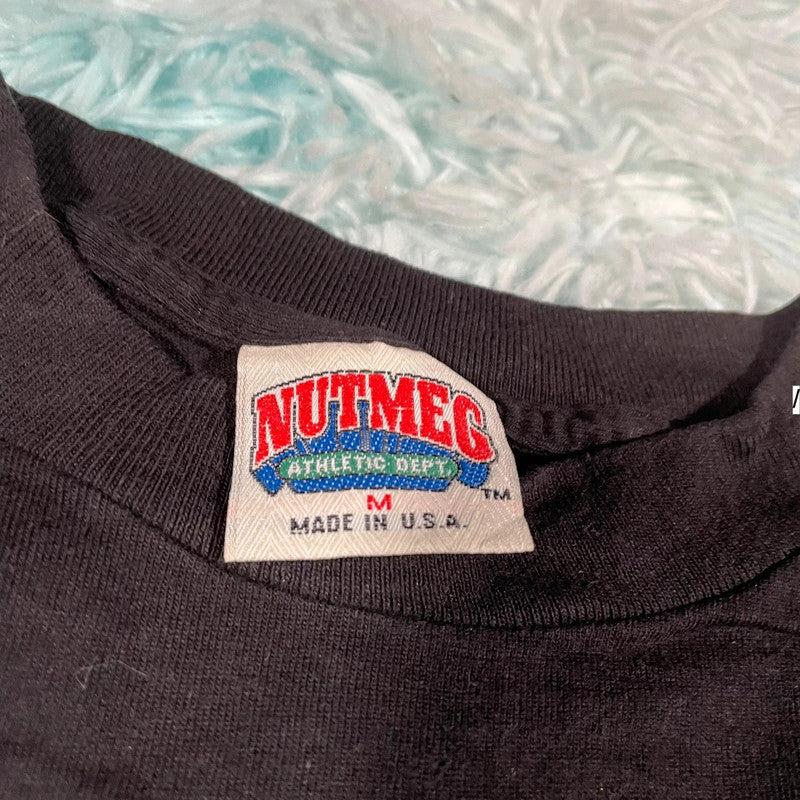 NUTMEG
ATHLETIC DEPT.
TM
M
MADE IN U.S.A.